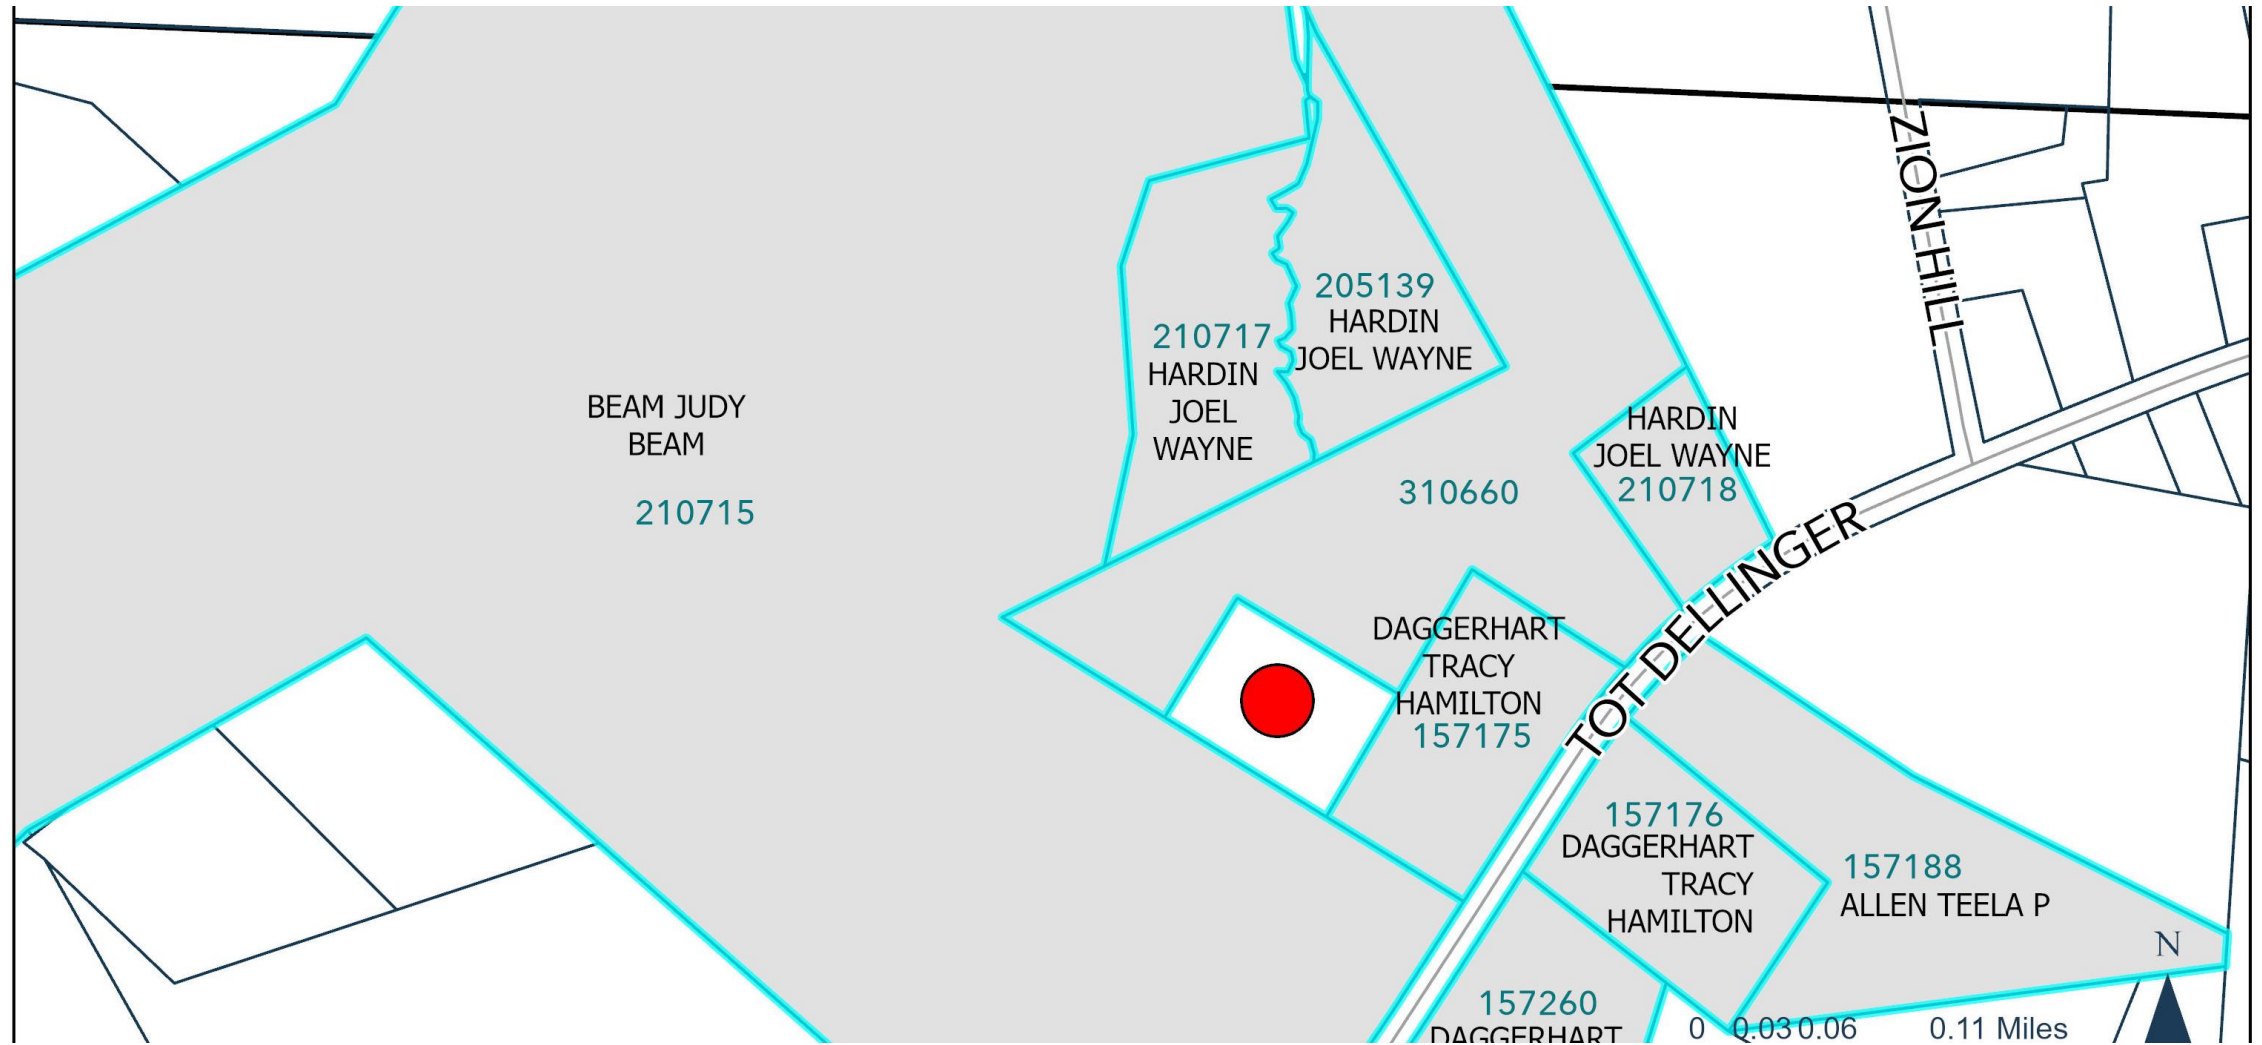 ZION HILL
205139
HARDIN
JOEL WAYNE
210717
HARDIN
JOEL
WAYNE
BEAM JUDY
BEAM
210715
HARDIN
JOEL WAYNE
210718
310660
TOT DELLINGER
DAGGERHART
TRACY
HAMILTON
157175
157176
DAGGERHART
TRACY
HAMILTON
157188
ALLEN TEELA P
N
157260
DAGGERHART
0 0.03 0.06 0.11 Miles